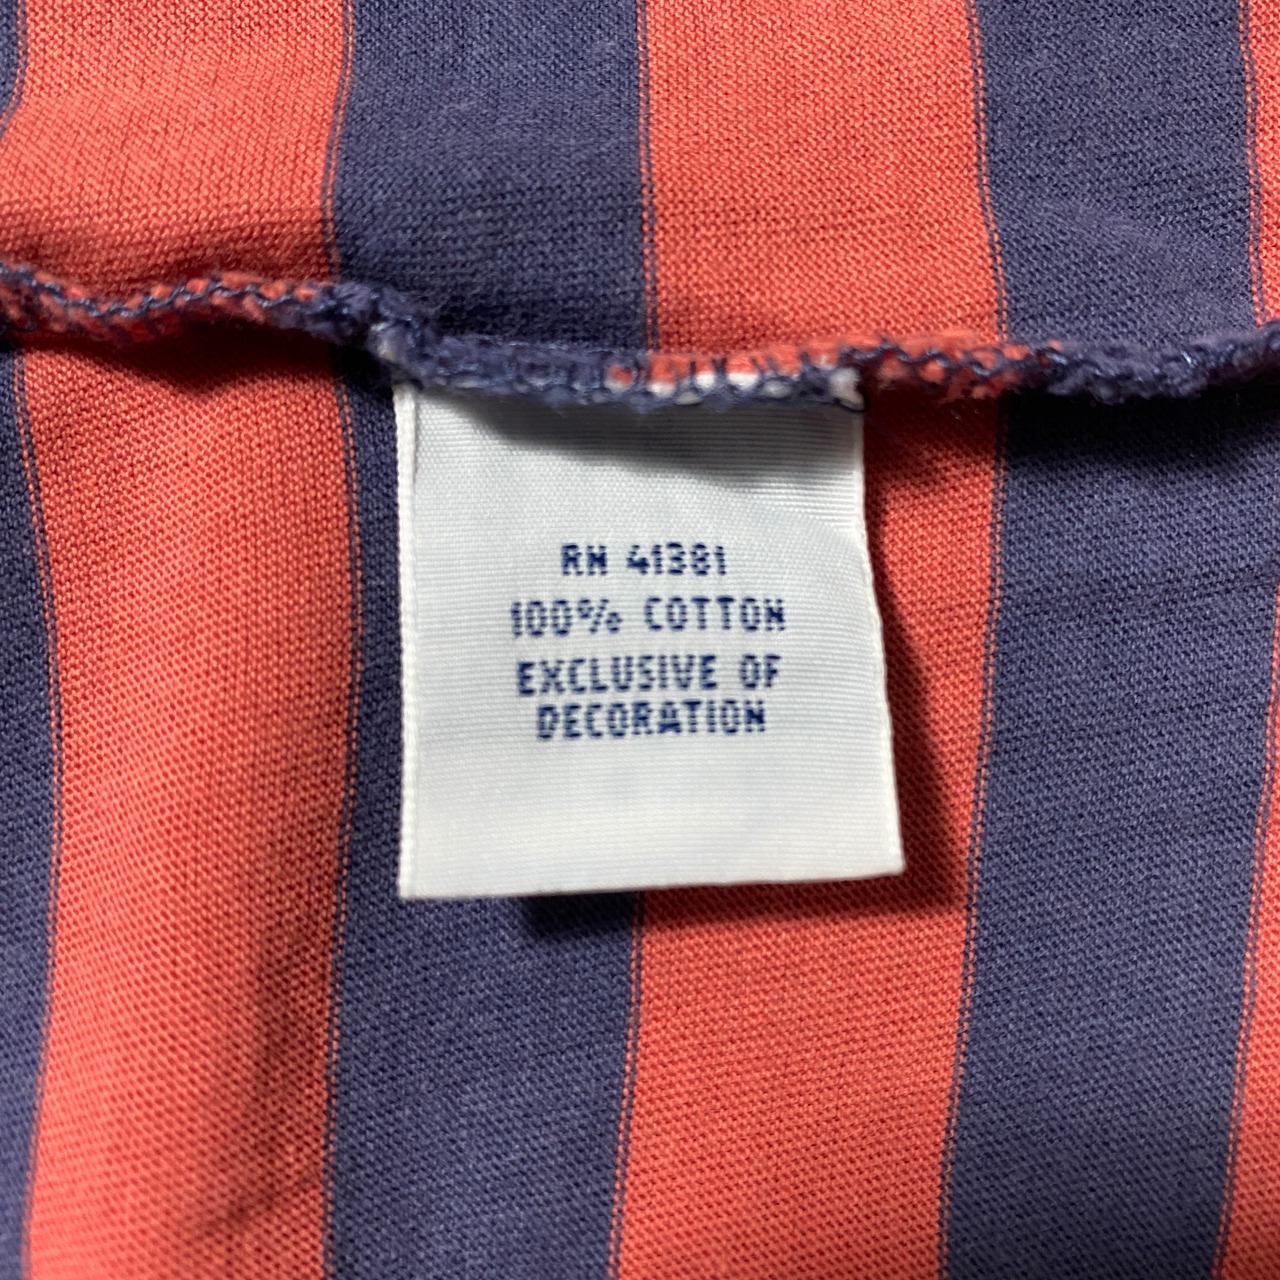 RN 41381
100% COTTON
EXCLUSIVE OF
DECORATION